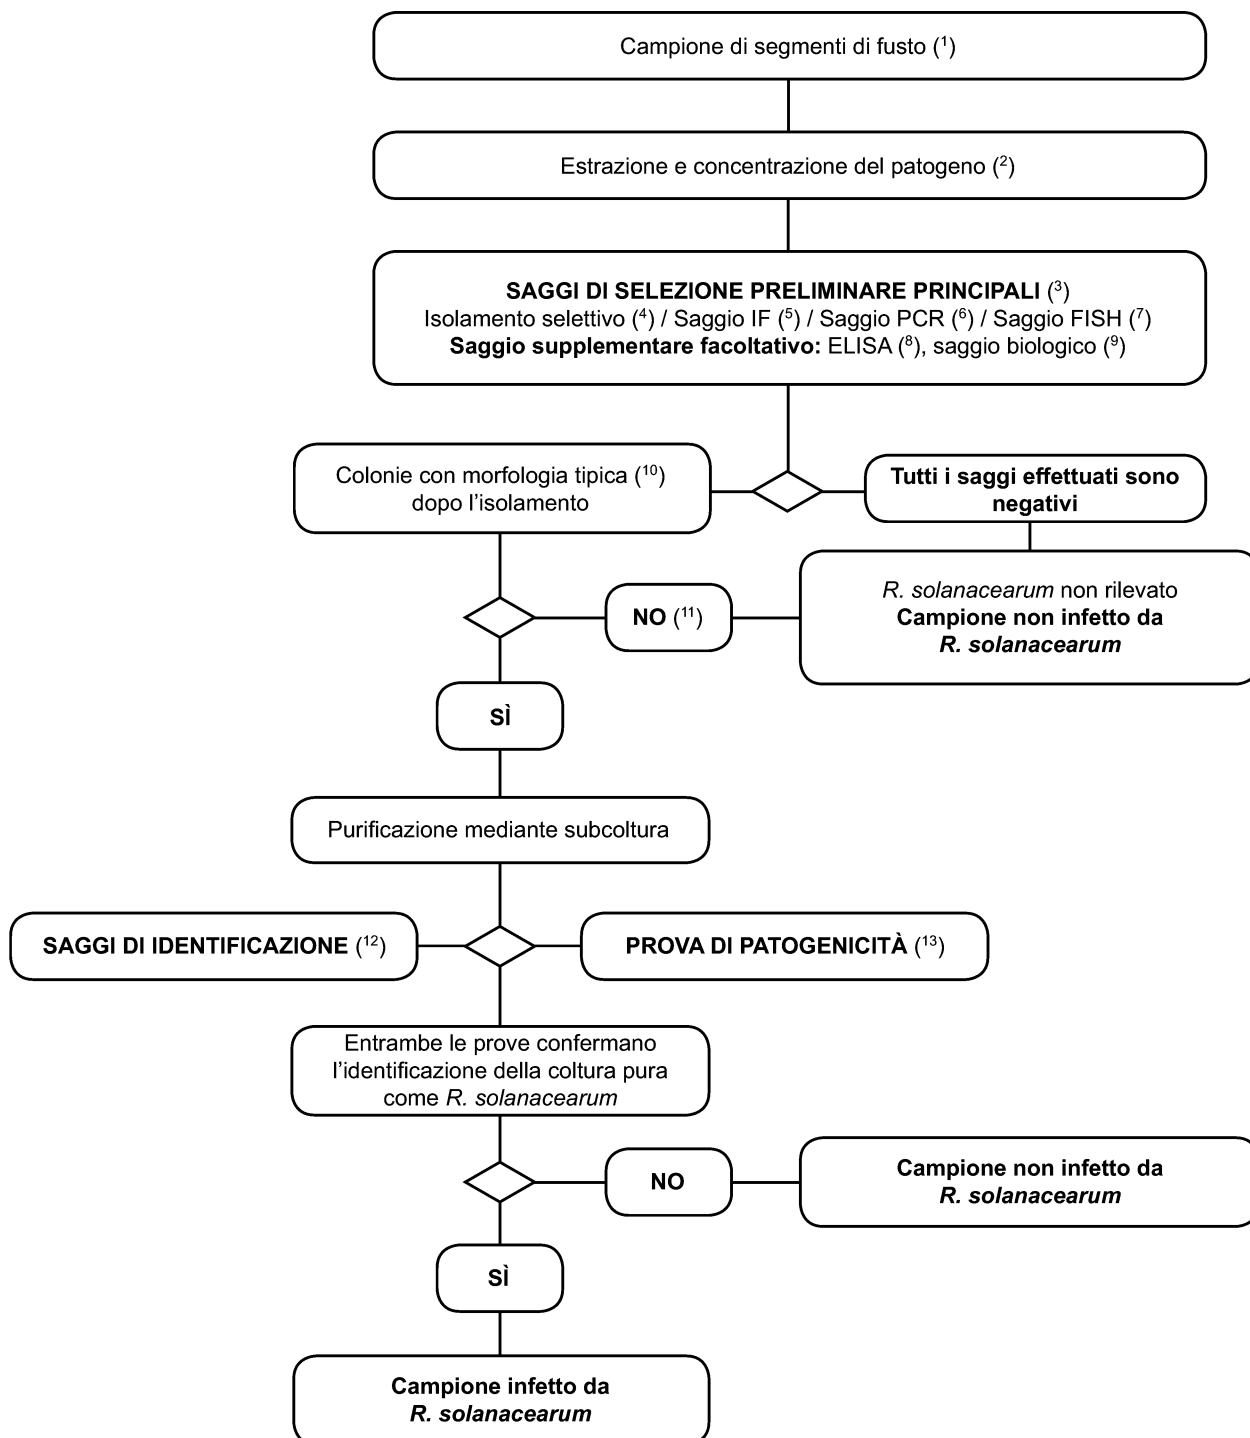 Campione di segmenti di fusto (¹)
Estrazione e concentrazione del patogeno (²)
SAGGI DI SELEZIONE PRELIMINARE PRINCIPALI (³)
Isolamento selettivo (⁴) / Saggio IF (⁵) / Saggio PCR (⁶) / Saggio FISH (⁷)
Saggio supplementare facoltativo: ELISA (⁸), saggio biologico (⁹)
Colonie con morfologia tipica (¹⁰)
dopo l’isolamento
Tutti i saggi effettuati sono
negativi
R. solanacearum non rilevato
Campione non infetto da
R. solanacearum
NO (¹¹)
SÌ
Purificazione mediante subcoltura
SAGGI DI IDENTIFICAZIONE (¹²)
PROVA DI PATOGENICITÀ (¹³)
Entrambe le prove confermano
l’identificazione della coltura pura
come R. solanacearum
NO
Campione non infetto da
R. solanacearum
SÌ
Campione infetto da
R. solanacearum